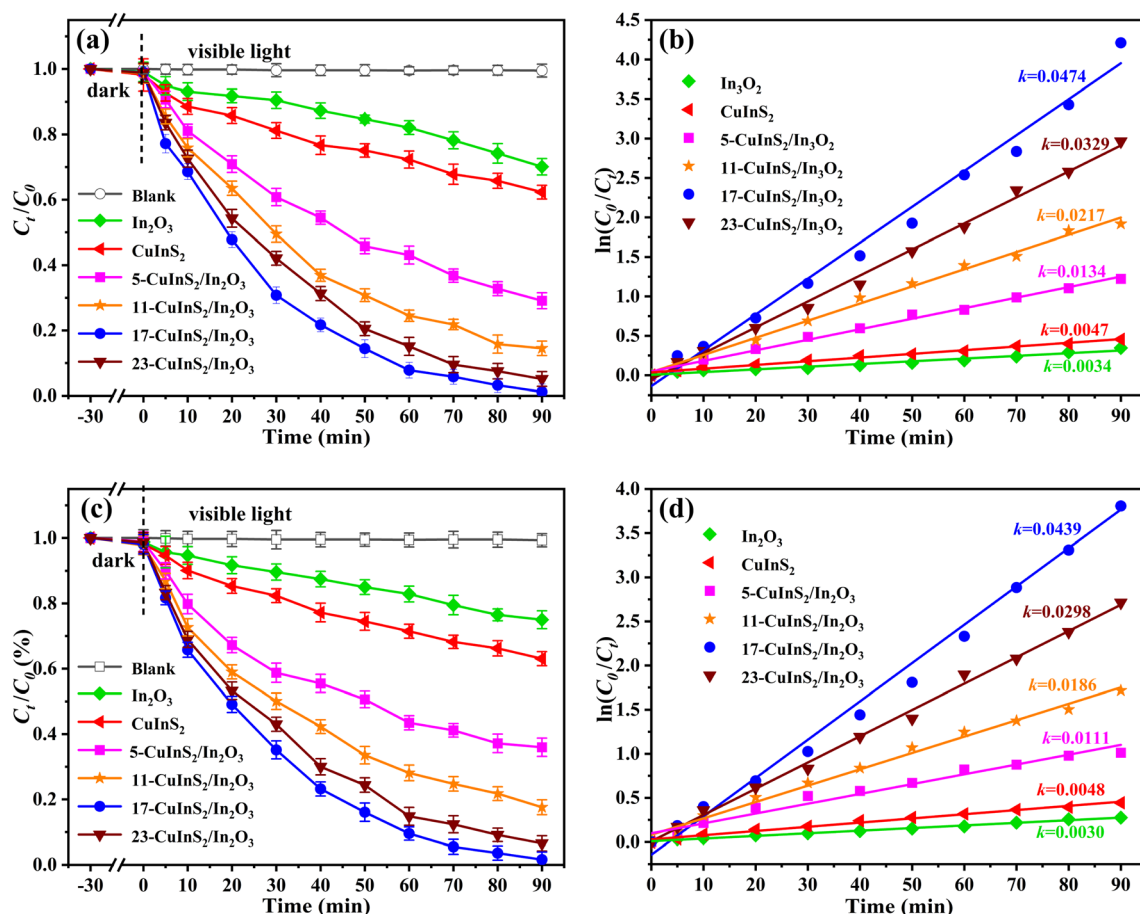 (a)
visible light
dark
1.0
0.8
0.6
0.4
0.2
0.0
Cₜ/C₀
Blank
In₂O₃
CuInS₂
5-CuInS₂/In₂O₃
11-CuInS₂/In₂O₃
17-CuInS₂/In₂O₃
23-CuInS₂/In₂O₃
-30 0 10 20 30 40 50 60 70 80 90
Time (min)
(b)
4.5
4.0
3.5
3.0
2.5
2.0
1.5
1.0
0.5
0.0
ln(C₀/Cₜ)
In₃O₂
CuInS₂
5-CuInS₂/In₃O₂
11-CuInS₂/In₃O₂
17-CuInS₂/In₃O₂
23-CuInS₂/In₃O₂
k=0.0474
k=0.0329
k=0.0217
k=0.0134
k=0.0047
k=0.0034
0 10 20 30 40 50 60 70 80 90
Time (min)
(c)
visible light
dark
1.0
0.8
0.6
0.4
0.2
0.0
Cₜ/C₀ (%)
Blank
In₂O₃
CuInS₂
5-CuInS₂/In₂O₃
11-CuInS₂/In₂O₃
17-CuInS₂/In₂O₃
23-CuInS₂/In₂O₃
-30 0 10 20 30 40 50 60 70 80 90
Time (min)
(d)
4.0
3.5
3.0
2.5
2.0
1.5
1.0
0.5
0.0
ln(C₀/Cₜ)
In₂O₃
CuInS₂
5-CuInS₂/In₂O₃
11-CuInS₂/In₂O₃
17-CuInS₂/In₂O₃
23-CuInS₂/In₂O₃
k=0.0439
k=0.0298
k=0.0186
k=0.0111
k=0.0048
k=0.0030
0 10 20 30 40 50 60 70 80 90
Time (min)